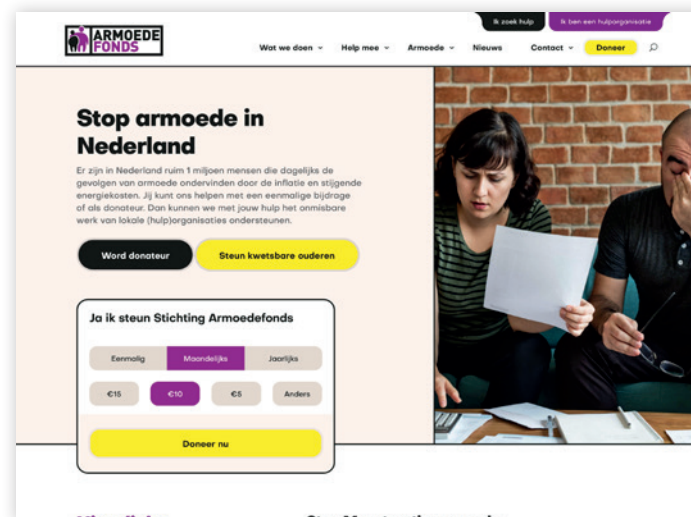 Ik zoek hulp
Ik ben een hulporganisatie
ARMOEDE
FONDS
Wat we doen
Help mee
Armoede
Nieuws
Contact
Doneer
Stop armoede in
Nederland
Er zijn in Nederland ruim 1 miljoen mensen die dagelijks de
gevolgen van armoede ondervinden door de inflatie en stijgende
energiekosten. Jij kunt ons helpen met een eenmalige bijdrage
of als donateur. Dan kunnen we met jouw hulp het onmisbare
werk van lokale (hulp)organisaties ondersteunen.
Word donateur
Steun kwetsbare ouderen
Ja ik steun Stichting Armoedefonds
Eenmalig
Maandelijks
Jaarlijks
€15
€10
€5
Anders
Doneer nu